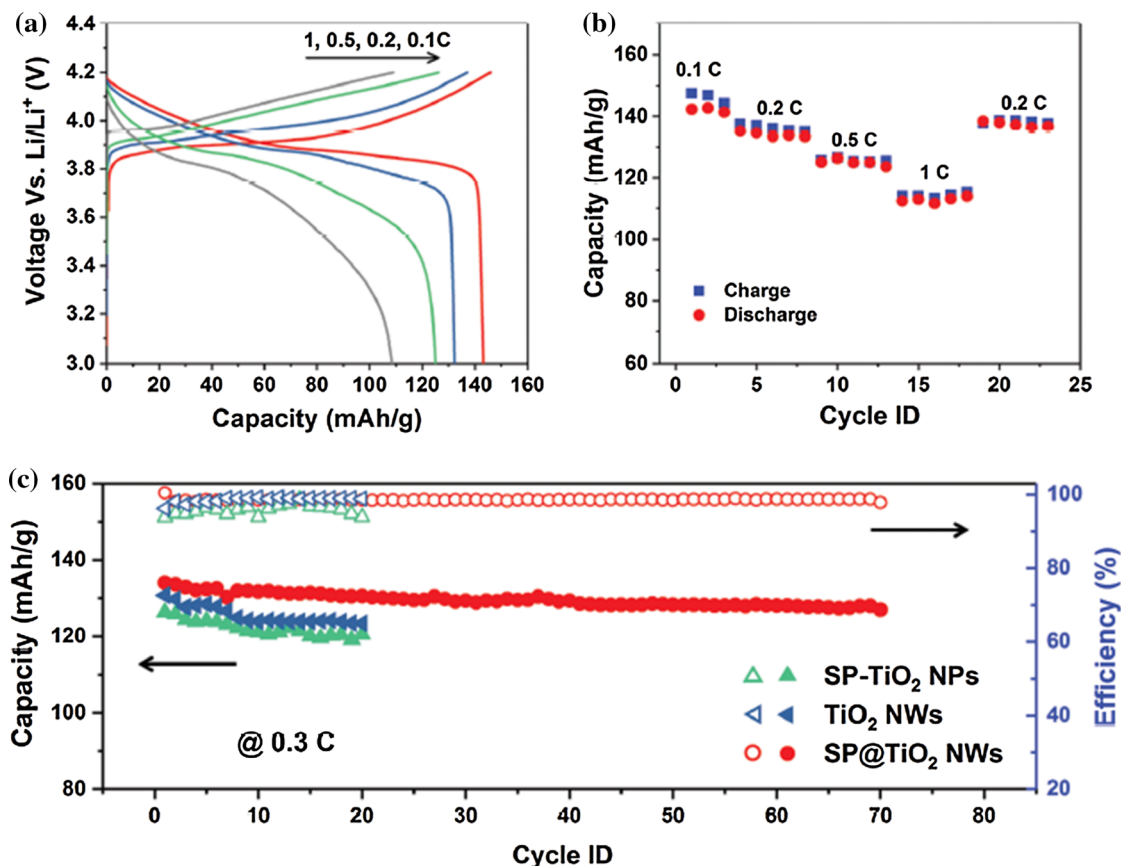 (a)
4.4
4.2
4.0
3.8
3.6
3.4
3.2
3.0
Voltage Vs. Li/Li⁺ (V)
1, 0.5, 0.2, 0.1C
0 20 40 60 80 100 120 140 160
Capacity (mAh/g)
(b)
160
140
120
100
80
60
Capacity (mAh/g)
0.1 C
0.2 C
0.5 C
1 C
0.2 C
Charge
Discharge
0 5 10 15 20 25
Cycle ID
(c)
160
140
120
100
80
Capacity (mAh/g)
100
80
60
40
20
Efficiency (%)
SP-TiO₂ NPs
TiO₂ NWs
SP@TiO₂ NWs
@ 0.3 C
0 10 20 30 40 50 60 70 80
Cycle ID